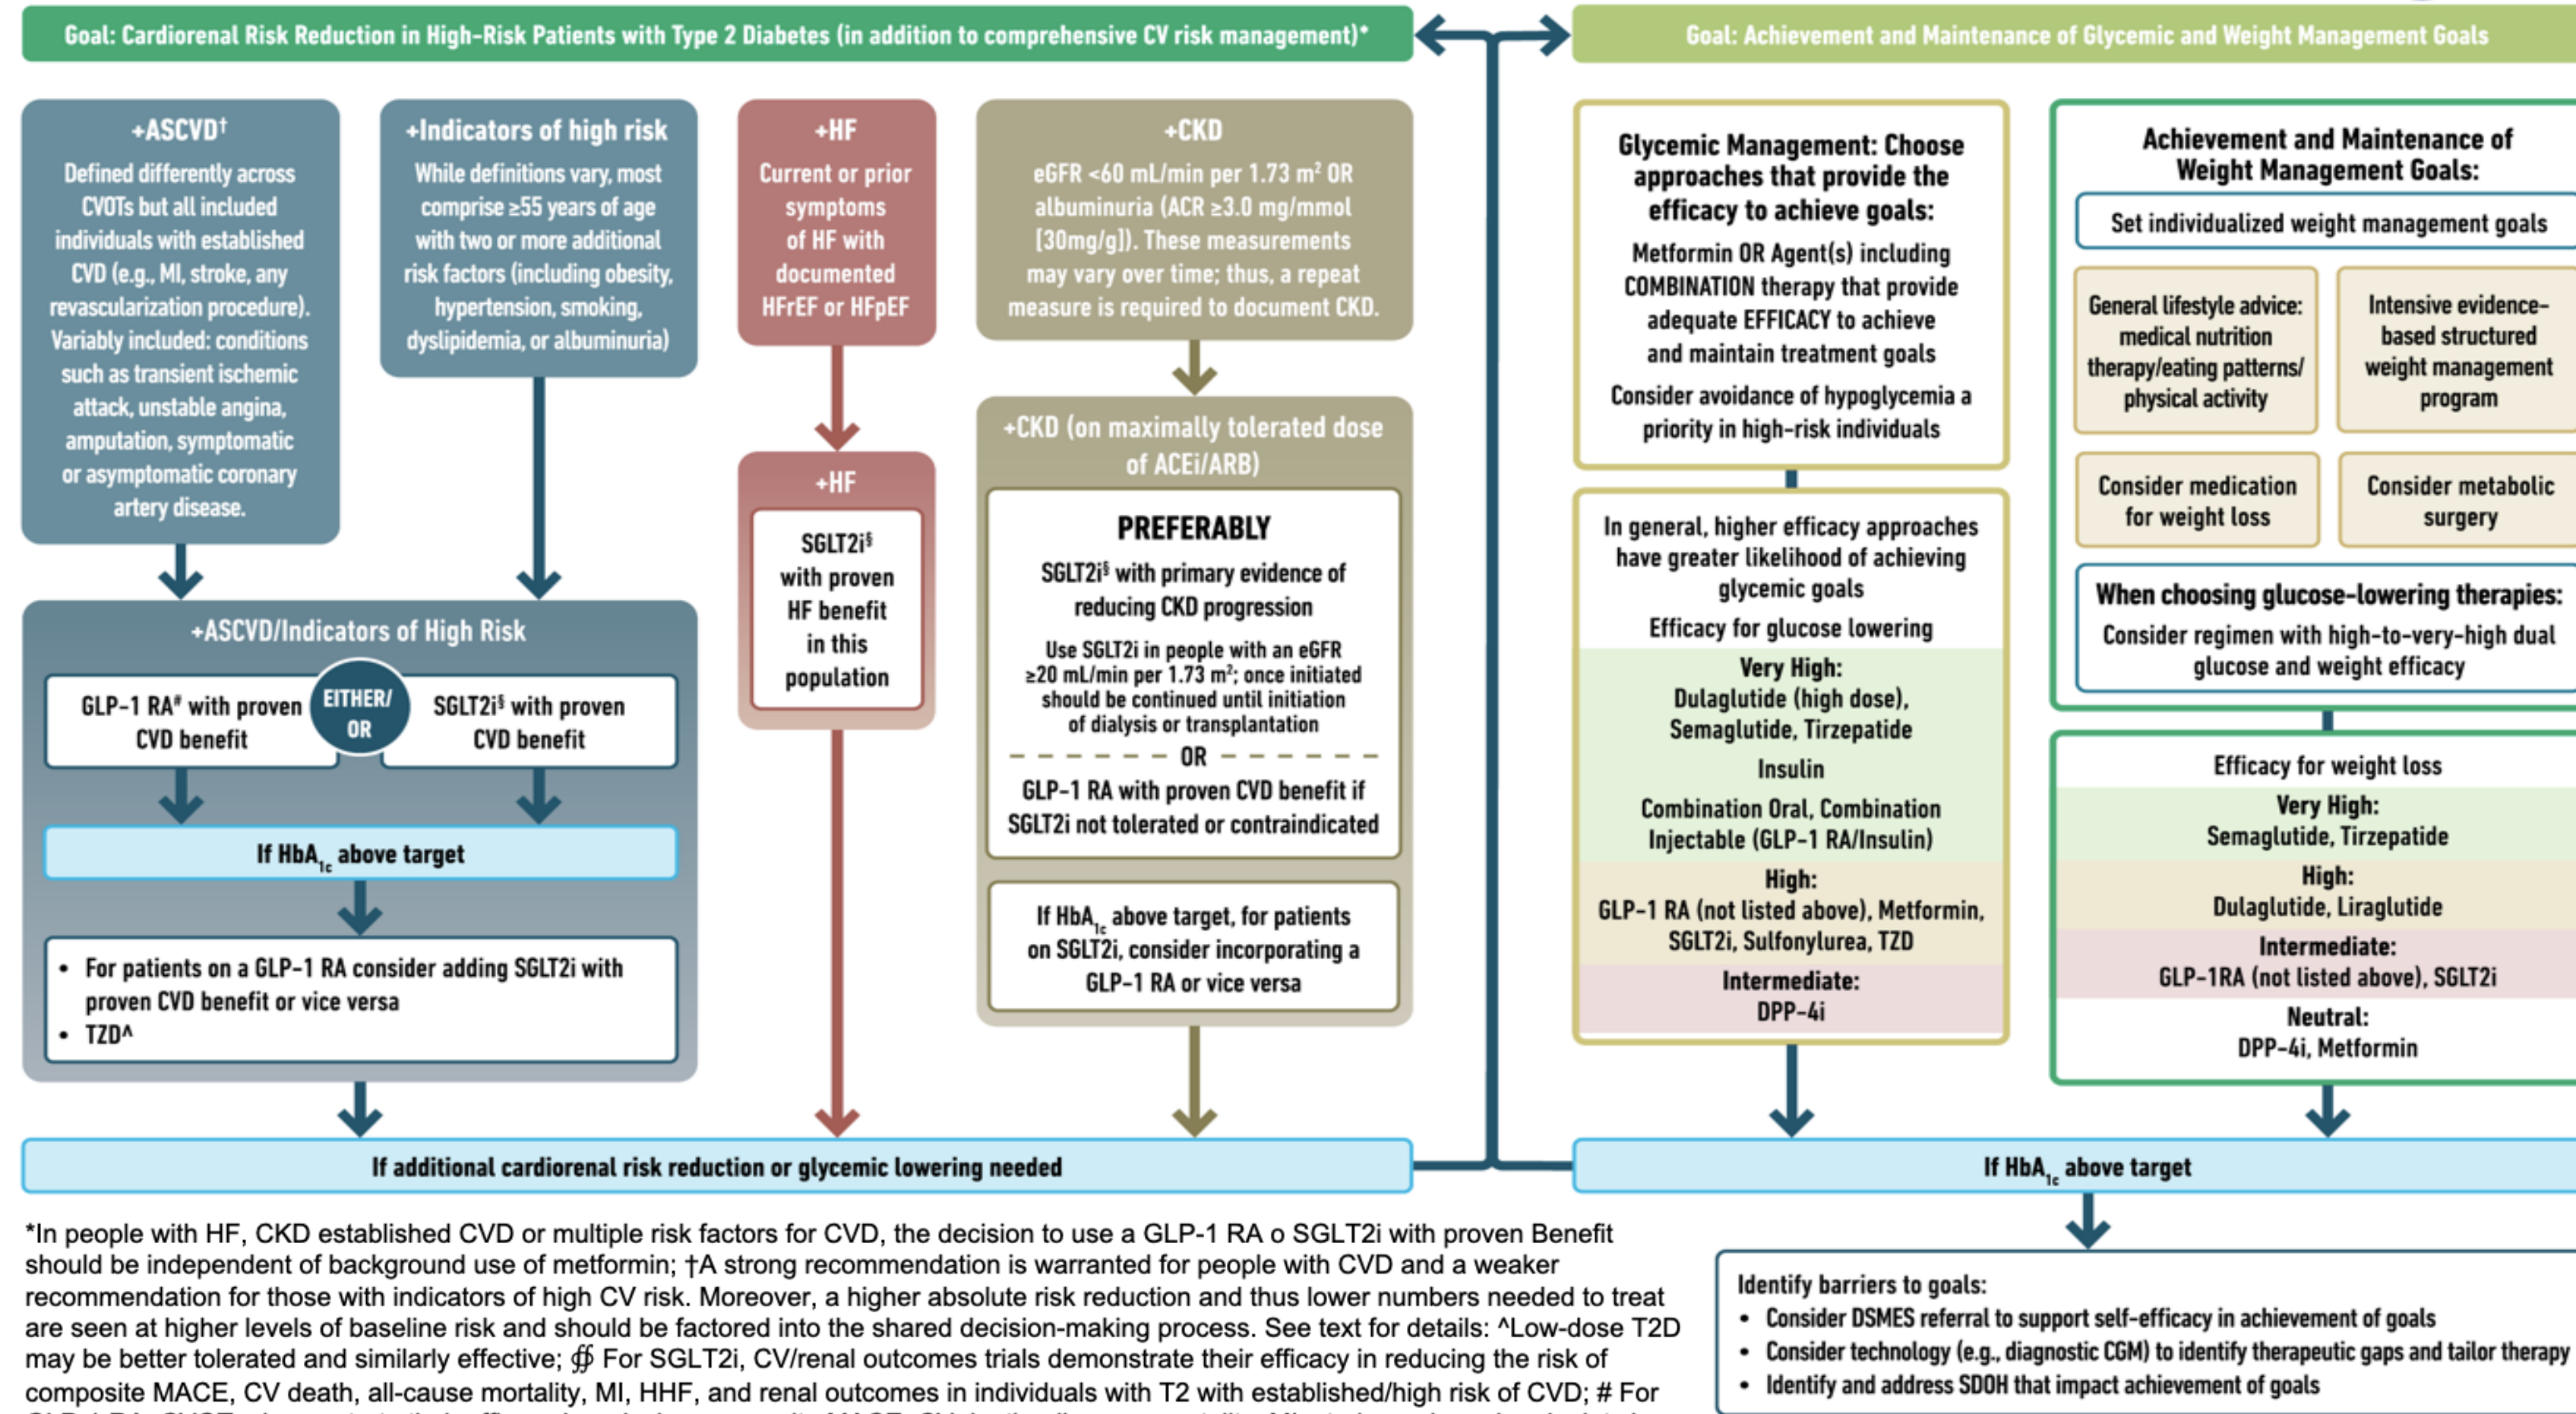 Goal: Cardiorenal Risk Reduction in High-Risk Patients with Type 2 Diabetes (in addition to comprehensive CV risk management)*
+ASCVD†
Defined differently across
CVOTs but all included
individuals with established
CVD (e.g., MI, stroke, any
revascularization procedure).
Variably included: conditions
such as transient ischemic
attack, unstable angina,
amputation, symptomatic
or asymptomatic coronary
artery disease.
+Indicators of high risk
While definitions vary, most
comprise ≥55 years of age
with two or more additional
risk factors (including obesity,
hypertension, smoking,
dyslipidemia, or albuminuria)
+ASCVD/Indicators of High Risk
GLP-1 RA# with proven
CVD benefit
EITHER/
OR
SGLT2i§ with proven
CVD benefit
If HbA1c above target
• For patients on a GLP-1 RA consider adding SGLT2i with
proven CVD benefit or vice versa
• TZD^
+HF
Current or prior
symptoms
of HF with
documented
HFrEF or HFpEF
+HF
SGLT2i§
with proven
HF benefit
in this
population
+CKD
eGFR <60 mL/min per 1.73 m² OR
albuminuria (ACR ≥3.0 mg/mmol
[30mg/g]). These measurements
may vary over time; thus, a repeat
measure is required to document CKD.
+CKD (on maximally tolerated dose
of ACEi/ARB)
PREFERABLY
SGLT2i§ with primary evidence of
reducing CKD progression
Use SGLT2i in people with an eGFR
≥20 mL/min per 1.73 m²; once initiated
should be continued until initiation
of dialysis or transplantation
OR
GLP-1 RA with proven CVD benefit if
SGLT2i not tolerated or contraindicated
If HbA1c above target, for patients
on SGLT2i, consider incorporating a
GLP-1 RA or vice versa
If additional cardiorenal risk reduction or glycemic lowering needed
Goal: Achievement and Maintenance of Glycemic and Weight Management Goals
Glycemic Management: Choose
approaches that provide the
efficacy to achieve goals:
Metformin OR Agent(s) including
COMBINATION therapy that provide
adequate EFFICACY to achieve
and maintain treatment goals
Consider avoidance of hypoglycemia a
priority in high-risk individuals
In general, higher efficacy approaches
have greater likelihood of achieving
glycemic goals
Efficacy for glucose lowering
Very High:
Dulaglutide (high dose),
Semaglutide, Tirzepatide
Insulin
Combination Oral, Combination
Injectable (GLP-1 RA/Insulin)
High:
GLP-1 RA (not listed above), Metformin,
SGLT2i, Sulfonylurea, TZD
Intermediate:
DPP-4i
Achievement and Maintenance of
Weight Management Goals:
Set individualized weight management goals
General lifestyle advice:
medical nutrition
therapy/eating patterns/
physical activity
Intensive evidence-
based structured
weight management
program
Consider medication
for weight loss
Consider metabolic
surgery
When choosing glucose-lowering therapies:
Consider regimen with high-to-very-high dual
glucose and weight efficacy
Efficacy for weight loss
Very High:
Semaglutide, Tirzepatide
High:
Dulaglutide, Liraglutide
Intermediate:
GLP-1RA (not listed above), SGLT2i
Neutral:
DPP-4i, Metformin
If HbA1c above target
Identify barriers to goals:
• Consider DSMES referral to support self-efficacy in achievement of goals
• Consider technology (e.g., diagnostic CGM) to identify therapeutic gaps and tailor therapy
• Identify and address SDOH that impact achievement of goals
*In people with HF, CKD established CVD or multiple risk factors for CVD, the decision to use a GLP-1 RA o SGLT2i with proven Benefit
should be independent of background use of metformin; †A strong recommendation is warranted for people with CVD and a weaker
recommendation for those with indicators of high CV risk. Moreover, a higher absolute risk reduction and thus lower numbers needed to treat
are seen at higher levels of baseline risk and should be factored into the shared decision-making process. See text for details: ^Low-dose T2D
may be better tolerated and similarly effective; ∯ For SGLT2i, CV/renal outcomes trials demonstrate their efficacy in reducing the risk of
composite MACE, CV death, all-cause mortality, MI, HHF, and renal outcomes in individuals with T2 with established/high risk of CVD; # For